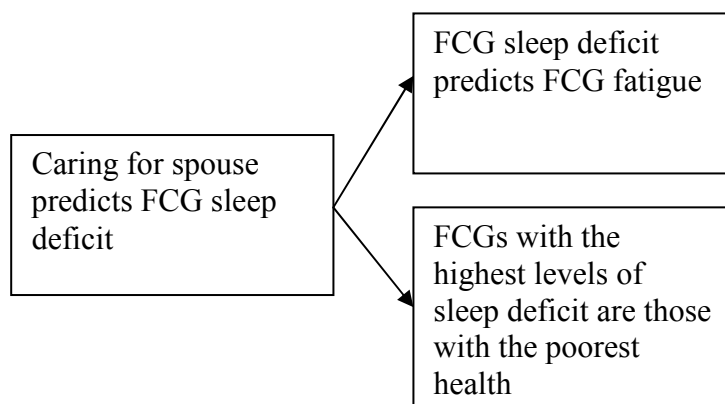 Caring for spouse
predicts FCG sleep
deficit
FCG sleep deficit
predicts FCG fatigue
FCGs with the
highest levels of
sleep deficit are those
with the poorest
health